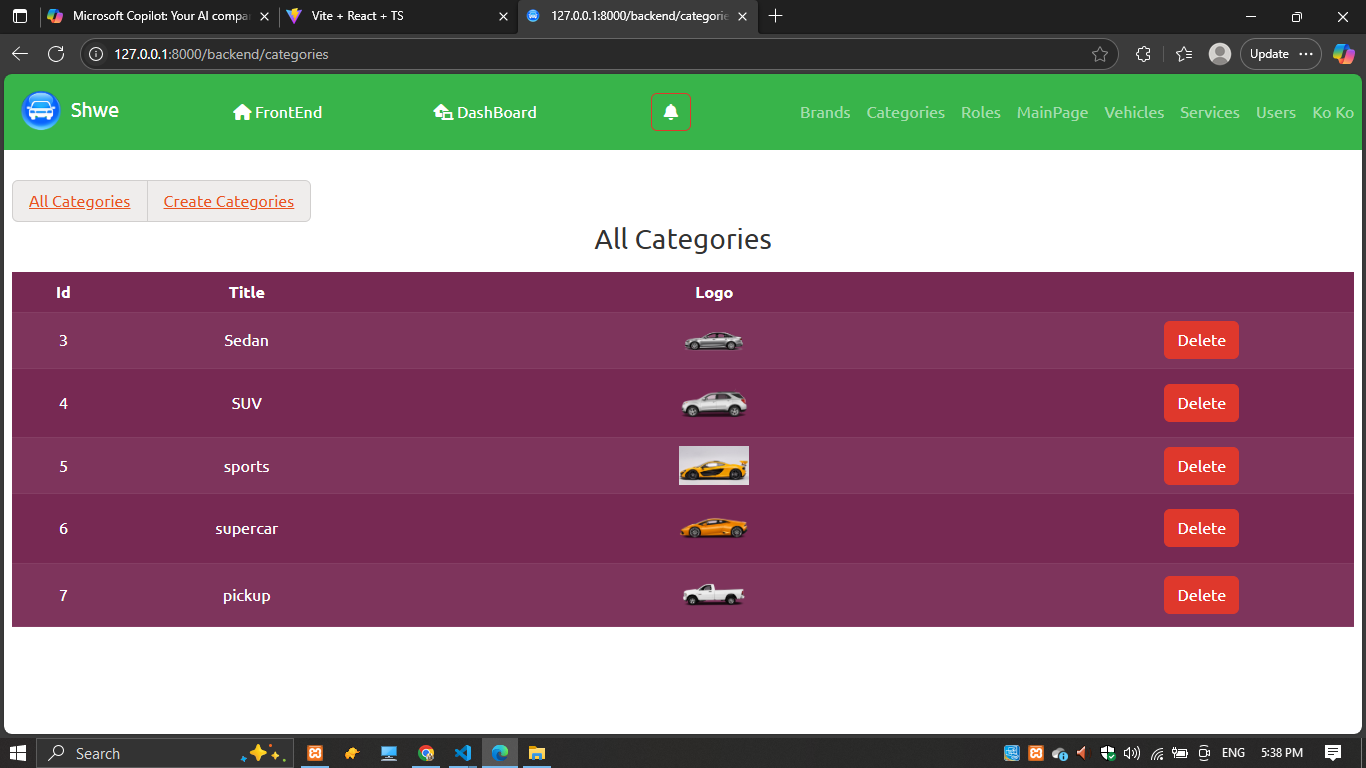 Microsoft Copilot: Your AI compa
Vite + React + TS
127.0.0.1:8000/backend/categorie
127.0.0.1:8000/backend/categories
Update
Shwe
FrontEnd
DashBoard
Brands Categories Roles MainPage Vehicles Services Users Ko Ko
All Categories Create Categories
All Categories
Id Title Logo
3 Sedan Delete
4 SUV Delete
5 sports Delete
6 supercar Delete
7 pickup Delete
Search
ENG 5:38 PM